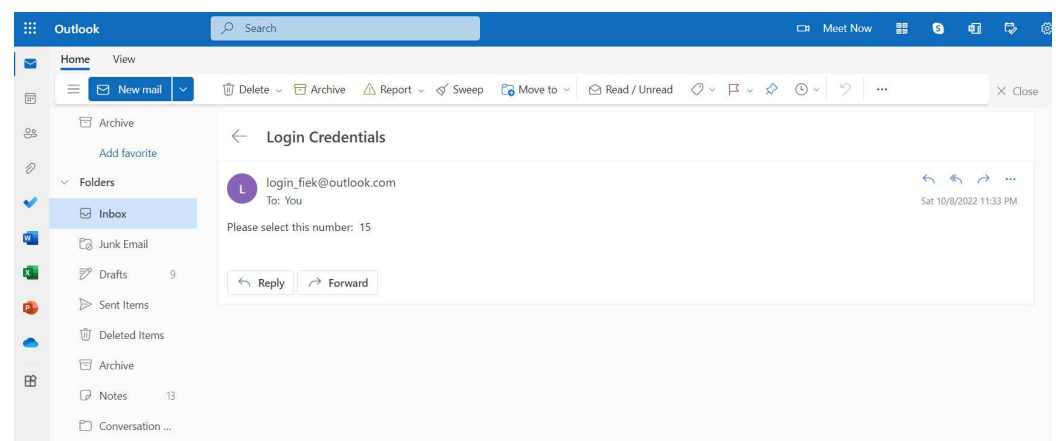 Outlook
Search
Meet Now
Home View
New mail
Delete Archive Report Sweep Move to Read / Unread
Close
Archive
Add favorite
Folders
Inbox
Junk Email
Drafts 9
Sent Items
Deleted Items
Archive
Notes 13
Conversation ...
Login Credentials
L
login_fiek@outlook.com
To: You
Sat 10/8/2022 11:33 PM
Please select this number: 15
Reply Forward